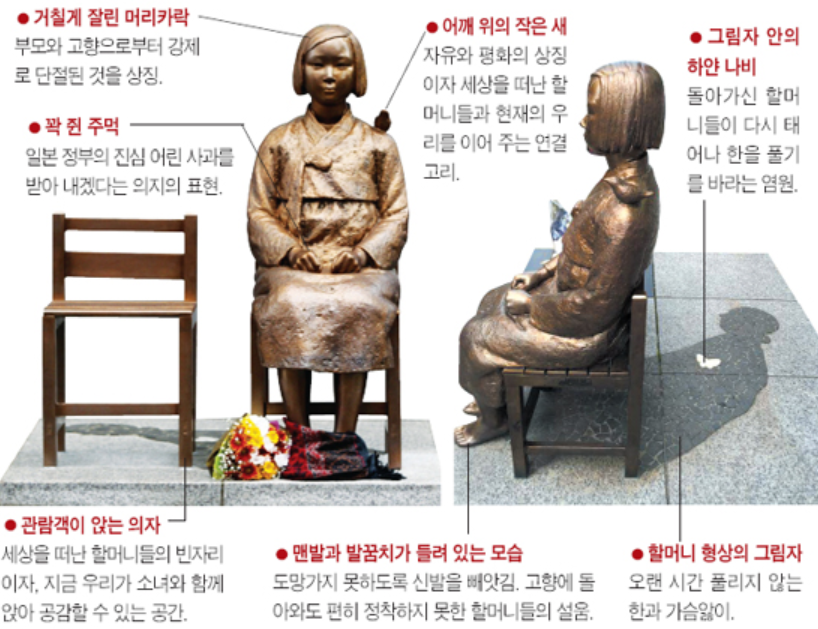 ● 거칠게 잘린 머리카락
부모와 고향으로부터 강제
로 단절된 것을 상징.
● 꽉 쥔 주먹
일본 정부의 진심 어린 사과를
받아 내겠다는 의지의 표현.
● 어깨 위의 작은 새
자유와 평화의 상징
이자 세상을 떠난 할
머니들과 현재의 우
리를 이어 주는 연결
고리.
● 그림자 안의
하얀 나비
돌아가신 할머
니들이 다시 태
어나 한을 풀기
를 바라는 염원.
● 관람객이 앉는 의자
세상을 떠난 할머니들의 빈자리
이자, 지금 우리가 소녀와 함께
앉아 공감할 수 있는 공간.
● 맨발과 발꿈치가 들려 있는 모습
도망가지 못하도록 신발을 빼앗김. 고향에 돌
아와도 편히 정착하지 못한 할머니들의 설움.
● 할머니 형상의 그림자
오랜 시간 풀리지 않는
한과 가슴앓이.